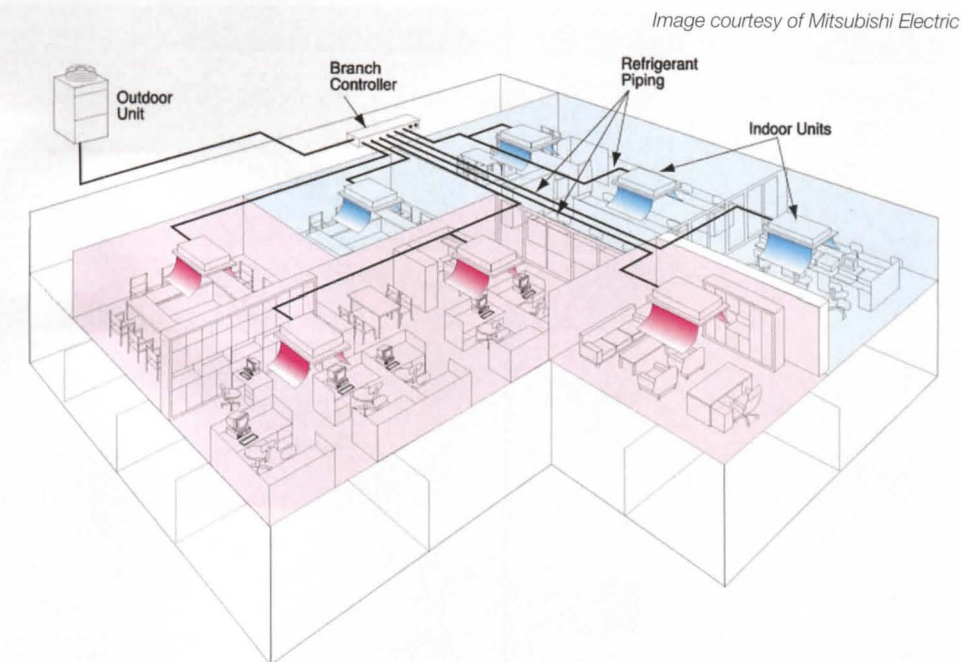 Image courtesy of Mitsubishi Electric
Outdoor
Unit
Branch
Controller
Refrigerant
Piping
Indoor Units